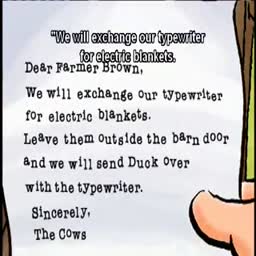 "We will exchange our typewriter
for electric blankets.
Dear Farmer Brown,
We will exchange our typewriter
for electric blankets.
Leave them outside the barn door
and we will send Duck over
with the typewriter.
Sincerely,
The Cows